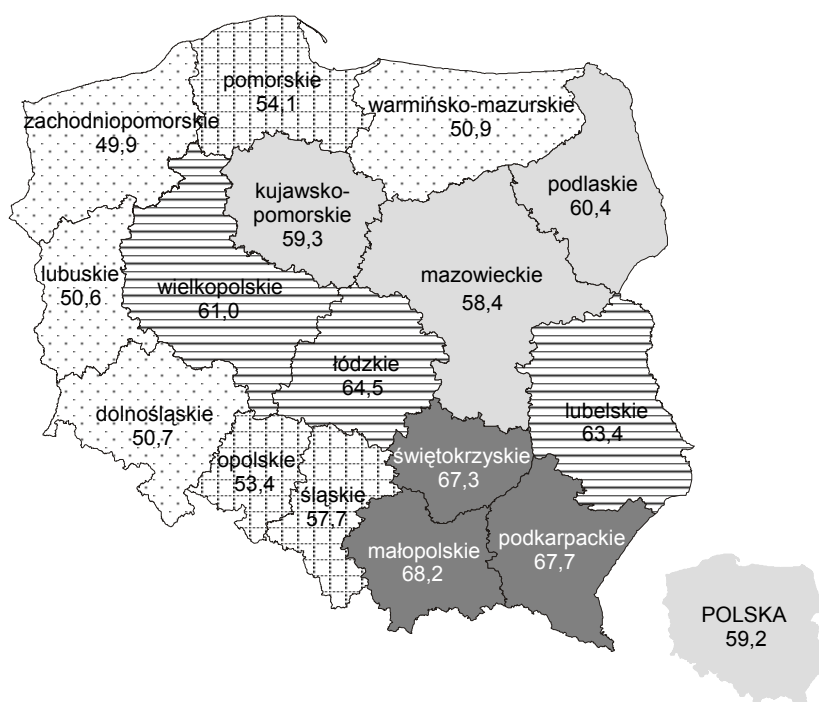 pomorskie
54,1
warmińsko-mazurskie
50,9
zachodniopomorskie
49,9
podlaskie
60,4
kujawsko-
pomorskie
59,3
mazowieckie
58,4
lubuskie
50,6
wielkopolskie
61,0
łódzkie
64,5
lubelskie
63,4
dolnośląskie
50,7
opolskie
53,4
śląskie
57,7
świętokrzyskie
67,3
małopolskie
68,2
podkarpackie
67,7
POLSKA
59,2